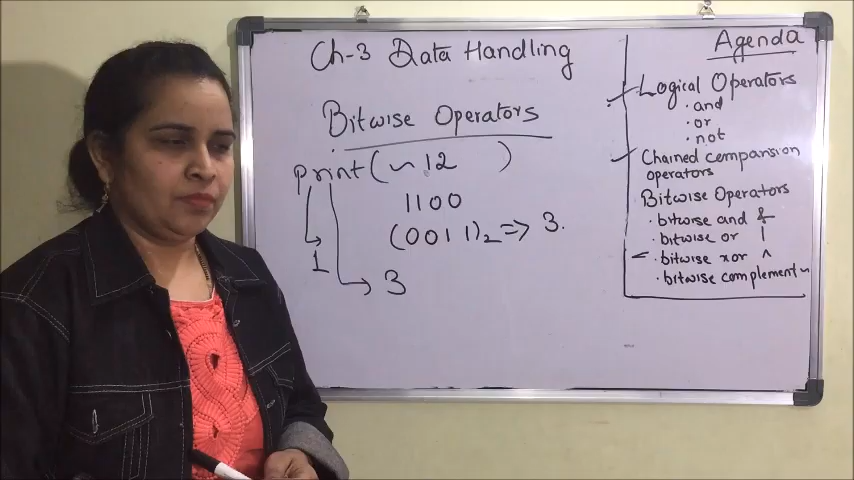 Ch-3 Data Handling
Bitwise Operators
Print ( ~ 12 )
1100
(0011)2 => 3.
1
3
Agenda
Logical Operators
· and
· or
· not
Chained comparision
operators
Bitwise Operators
· bitwise and &
· bitwise or |
· bitwise xor ^
· bitwise complement ~